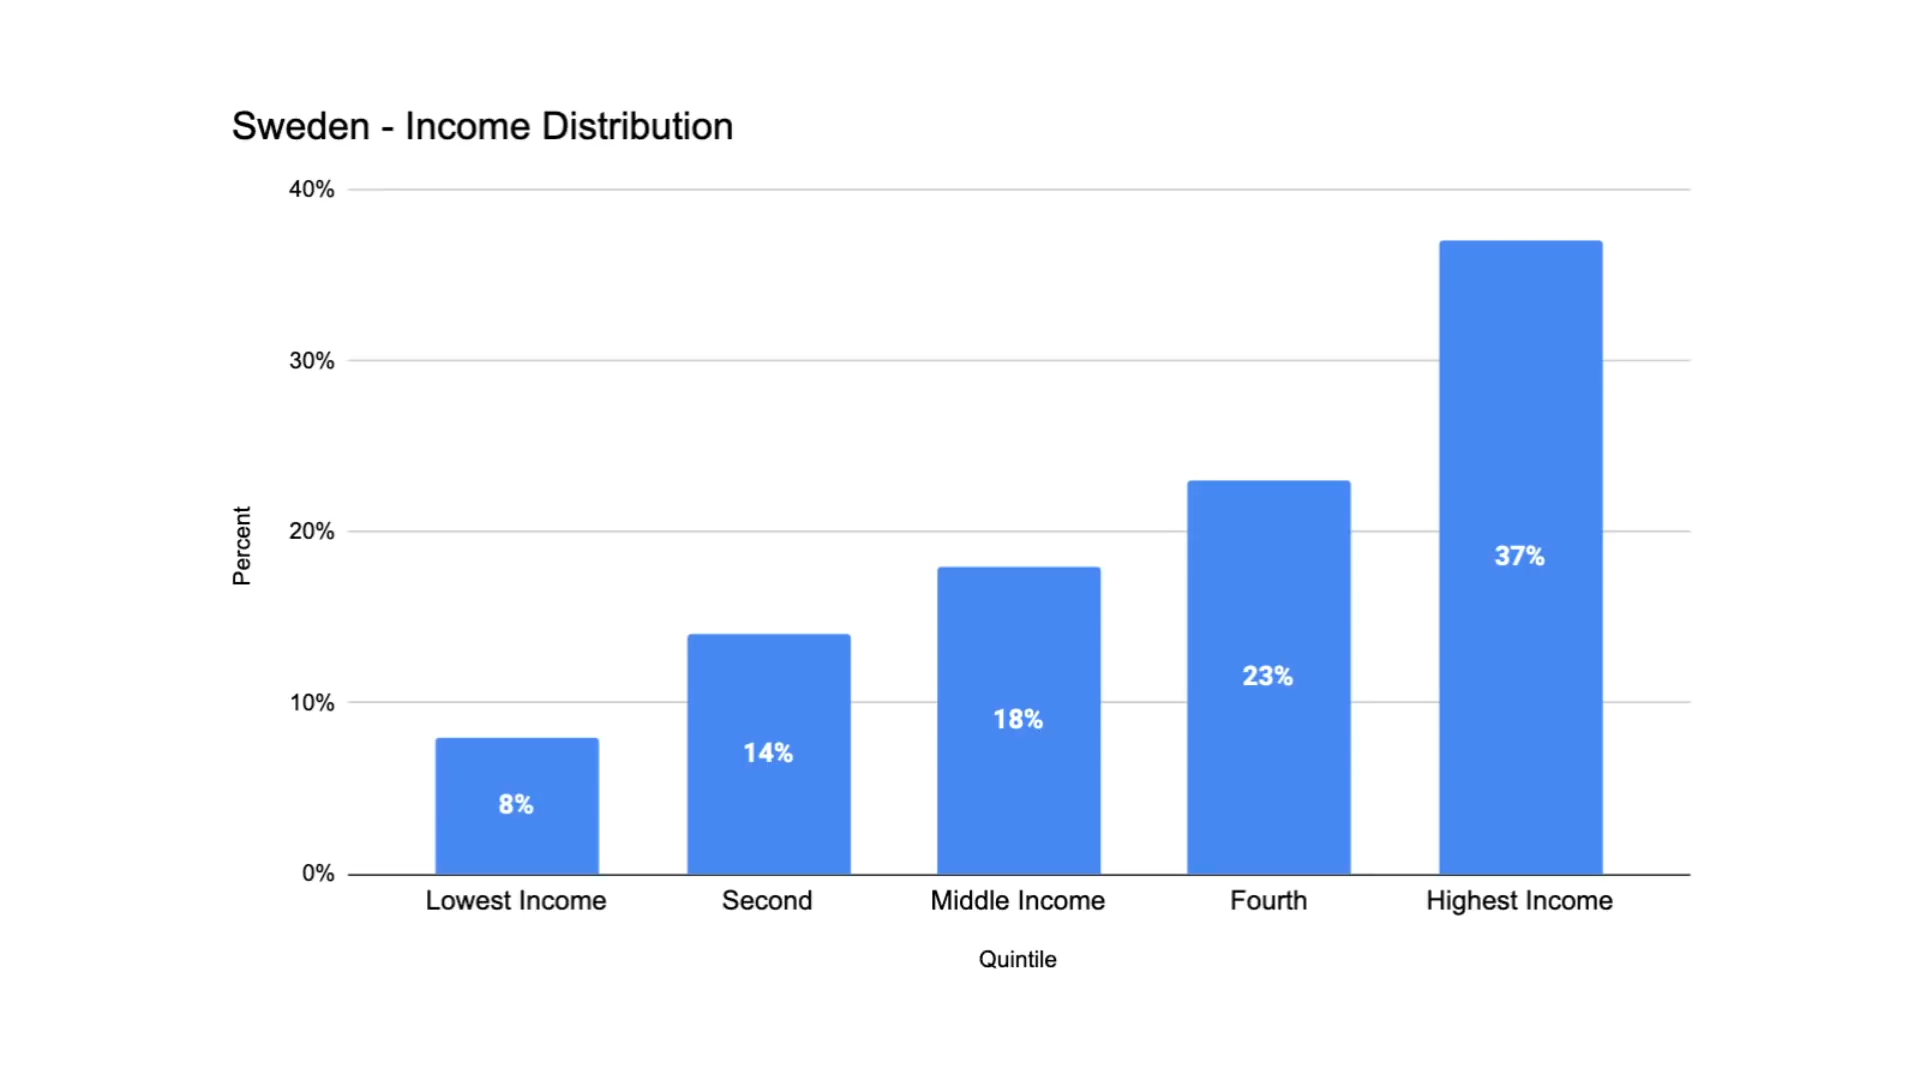 Sweden - Income Distribution
40%
30%
20%
10%
0%
Percent
8%
14%
18%
23%
37%
Lowest Income
Second
Middle Income
Fourth
Highest Income
Quintile